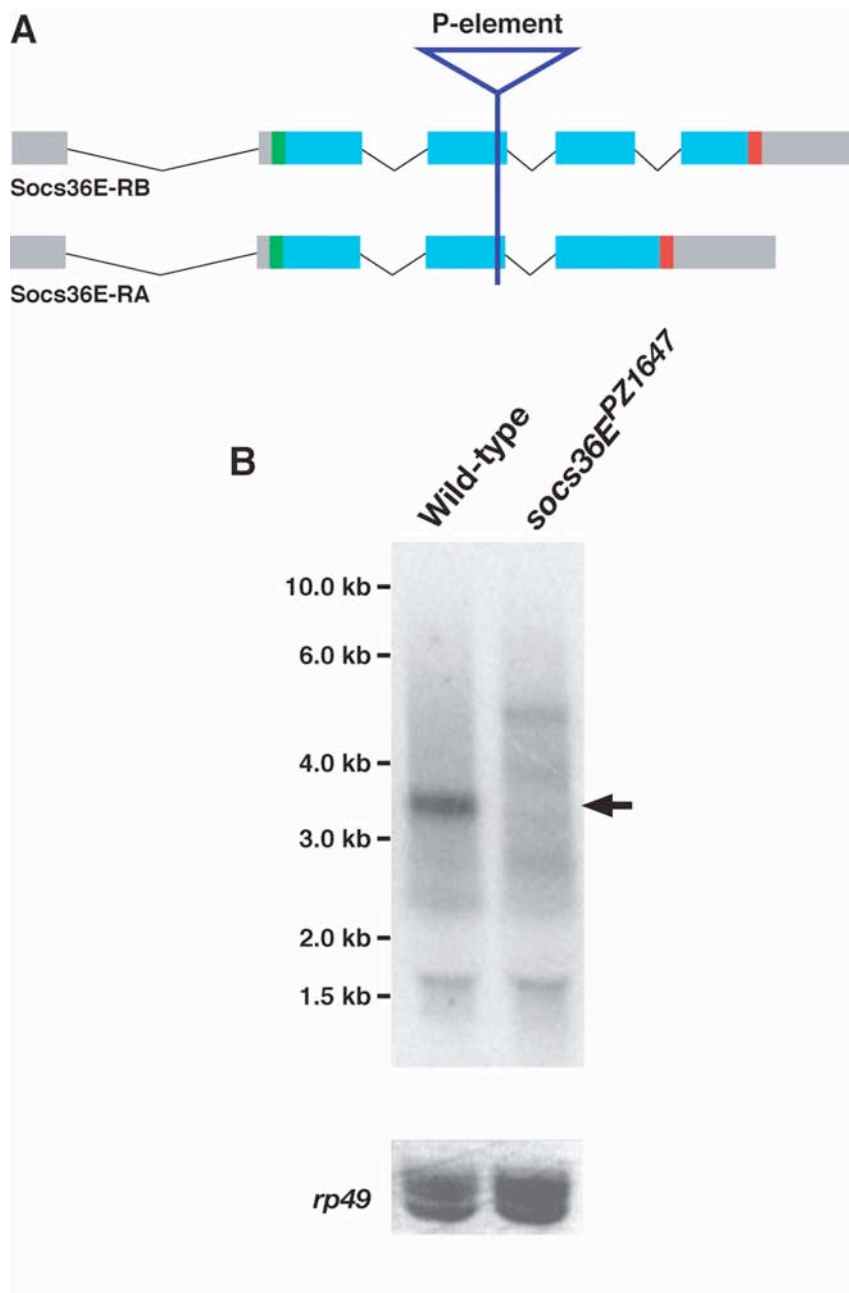 A
P-element
Socs36E-RB
Socs36E-RA
B
Wild-type
socs36E^PZ1647
10.0 kb
6.0 kb
4.0 kb
3.0 kb
2.0 kb
1.5 kb
rp49